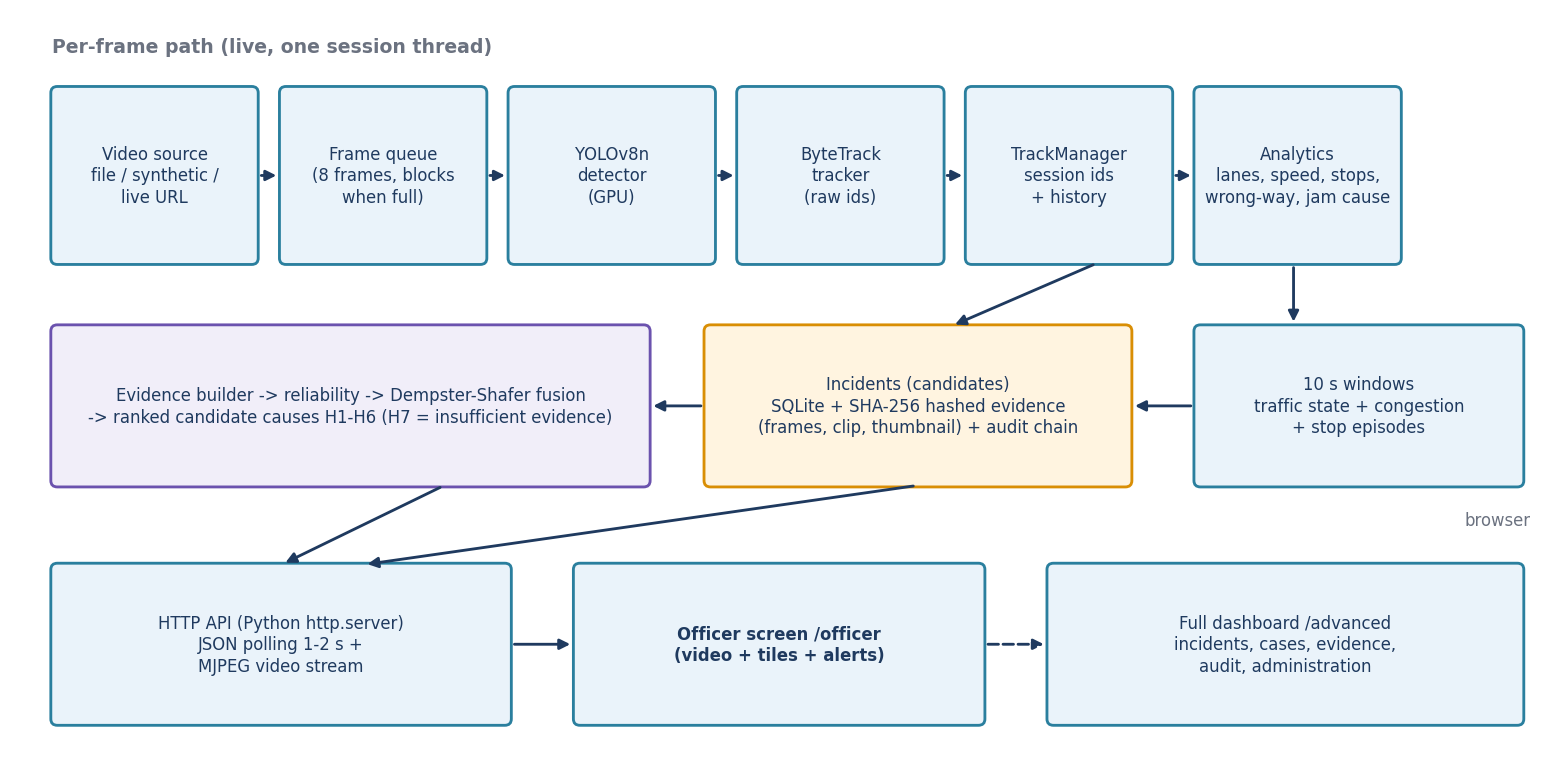 Per-frame path (live, one session thread)
Video source
file / synthetic /
live URL
Frame queue
(8 frames, blocks
when full)
YOLOv8n
detector
(GPU)
ByteTrack
tracker
(raw ids)
TrackManager
session ids
+ history
Analytics
lanes, speed, stops,
wrong-way, jam cause
Evidence builder -> reliability -> Dempster-Shafer fusion
-> ranked candidate causes H1-H6 (H7 = insufficient evidence)
Incidents (candidates)
SQLite + SHA-256 hashed evidence
(frames, clip, thumbnail) + audit chain
10 s windows
traffic state + congestion
+ stop episodes
browser
HTTP API (Python http.server)
JSON polling 1-2 s +
MJPEG video stream
Officer screen /officer
(video + tiles + alerts)
Full dashboard /advanced
incidents, cases, evidence,
audit, administration